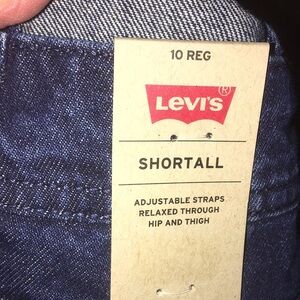 10 REG
LEVI'S®
SHORTALL
ADJUSTABLE STRAPS
RELAXED THROUGH
HIP AND THIGH